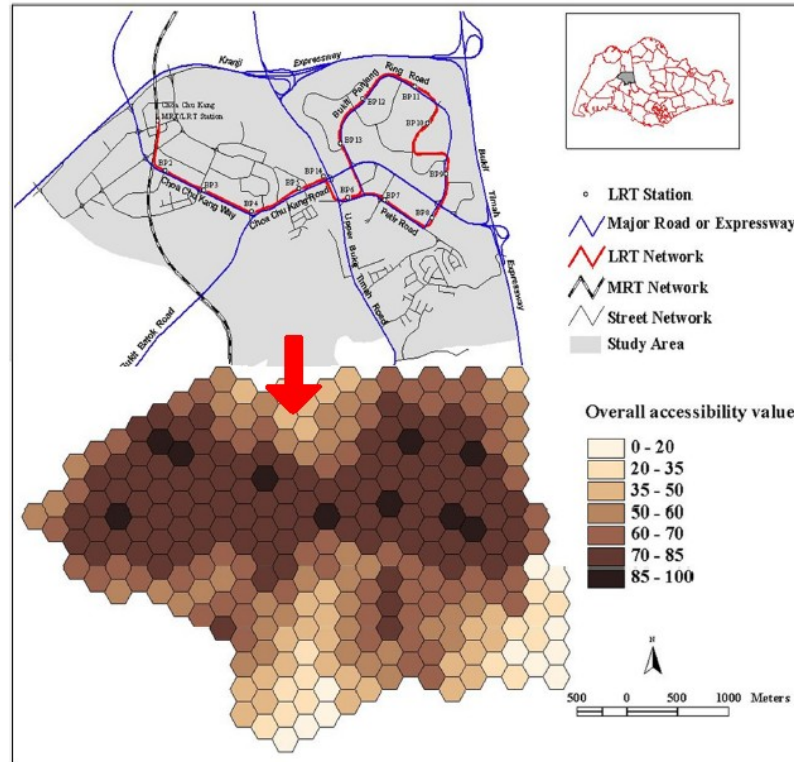 Kranji
Expressway
Choa Chu Kang
MRT/LRT Station
Bukit Panjang
Ring Road
BP11
BP12
BP10
BP13
BP2
BP3
BP4
BP14
BP6
BP7
BP8
BP9
Choa Chu Kang Way
Choa Chu Kang Road
Petir Road
Upper Bukit Timah Road
Bukit Timah Expressway
Bukit Batok Road
LRT Station
Major Road or Expressway
LRT Network
MRT Network
Street Network
Study Area
Overall accessibility value
0 - 20
20 - 35
35 - 50
50 - 60
60 - 70
70 - 85
85 - 100
N
500 0 500 1000 Meters